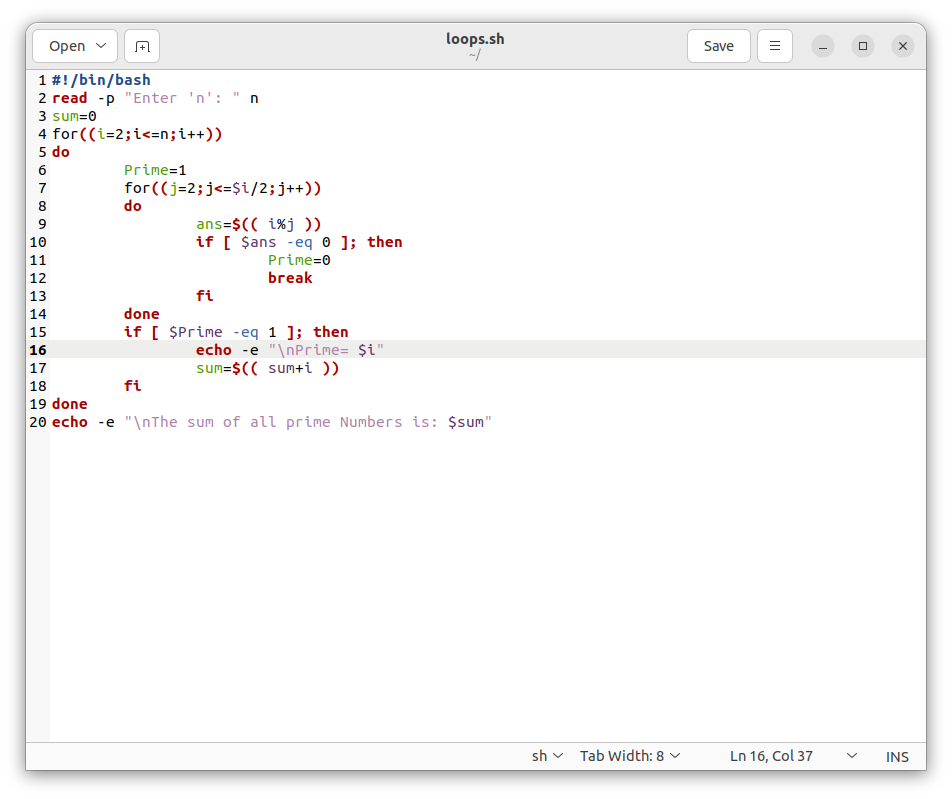 Open
loops.sh
~/
Save
1 #!/bin/bash
2 read -p "Enter 'n': " n
3 sum=0
4 for((i=2;i<=n;i++))
5 do
6         Prime=1
7         for((j=2;j<=$i/2;j++))
8         do
9                 ans=$(( i%j ))
10                 if [ $ans -eq 0 ]; then
11                         Prime=0
12                         break
13                 fi
14         done
15         if [ $Prime -eq 1 ]; then
16                 echo -e "\nPrime= $i"
17                 sum=$(( sum+i ))
18         fi
19 done
20 echo -e "\nThe sum of all prime Numbers is: $sum"
sh Tab Width: 8 Ln 16, Col 37 INS